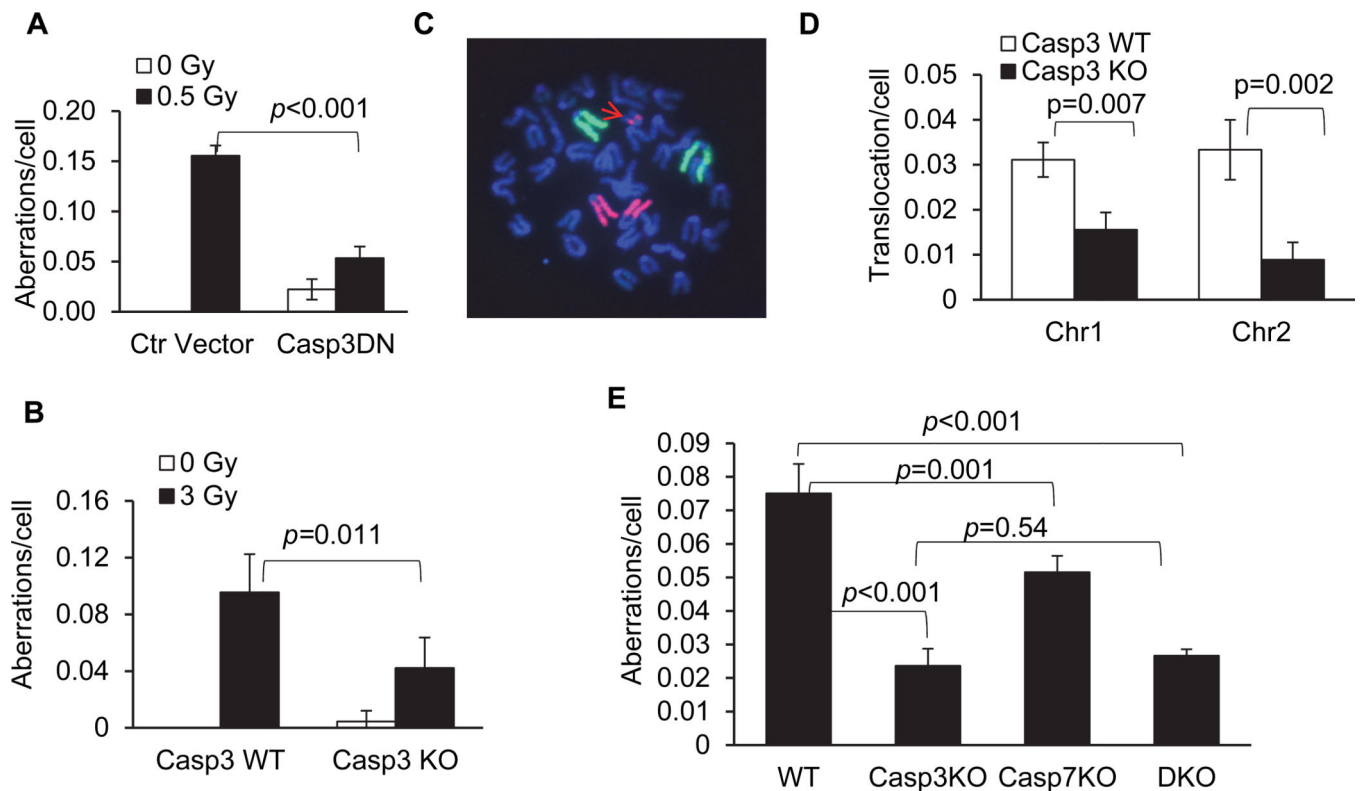 A
0 Gy
0.5 Gy
p<0.001
0.20
0.15
0.10
0.05
0.00
Aberrations/cell
Ctr Vector Casp3DN
B
0 Gy
3 Gy
p=0.011
0.16
0.12
0.08
0.04
0
Aberrations/cell
Casp3 WT Casp3 KO
C
D
Casp3 WT
Casp3 KO
p=0.007
p=0.002
0.05
0.04
0.03
0.02
0.01
0
Translocation/cell
Chr1 Chr2
E
p<0.001
p=0.001
p=0.54
p<0.001
0.09
0.08
0.07
0.06
0.05
0.04
0.03
0.02
0.01
0
Aberrations/cell
WT Casp3KO Casp7KO DKO